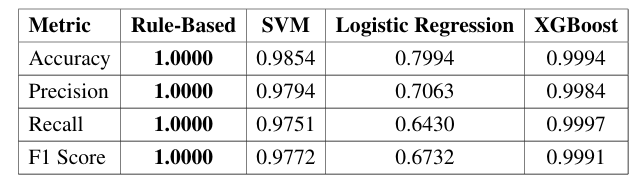 Metric Rule-Based SVM Logistic Regression XGBoost
Accuracy 1.0000 0.9854 0.7994 0.9994
Precision 1.0000 0.9794 0.7063 0.9984
Recall 1.0000 0.9751 0.6430 0.9997
F1 Score 1.0000 0.9772 0.6732 0.9991